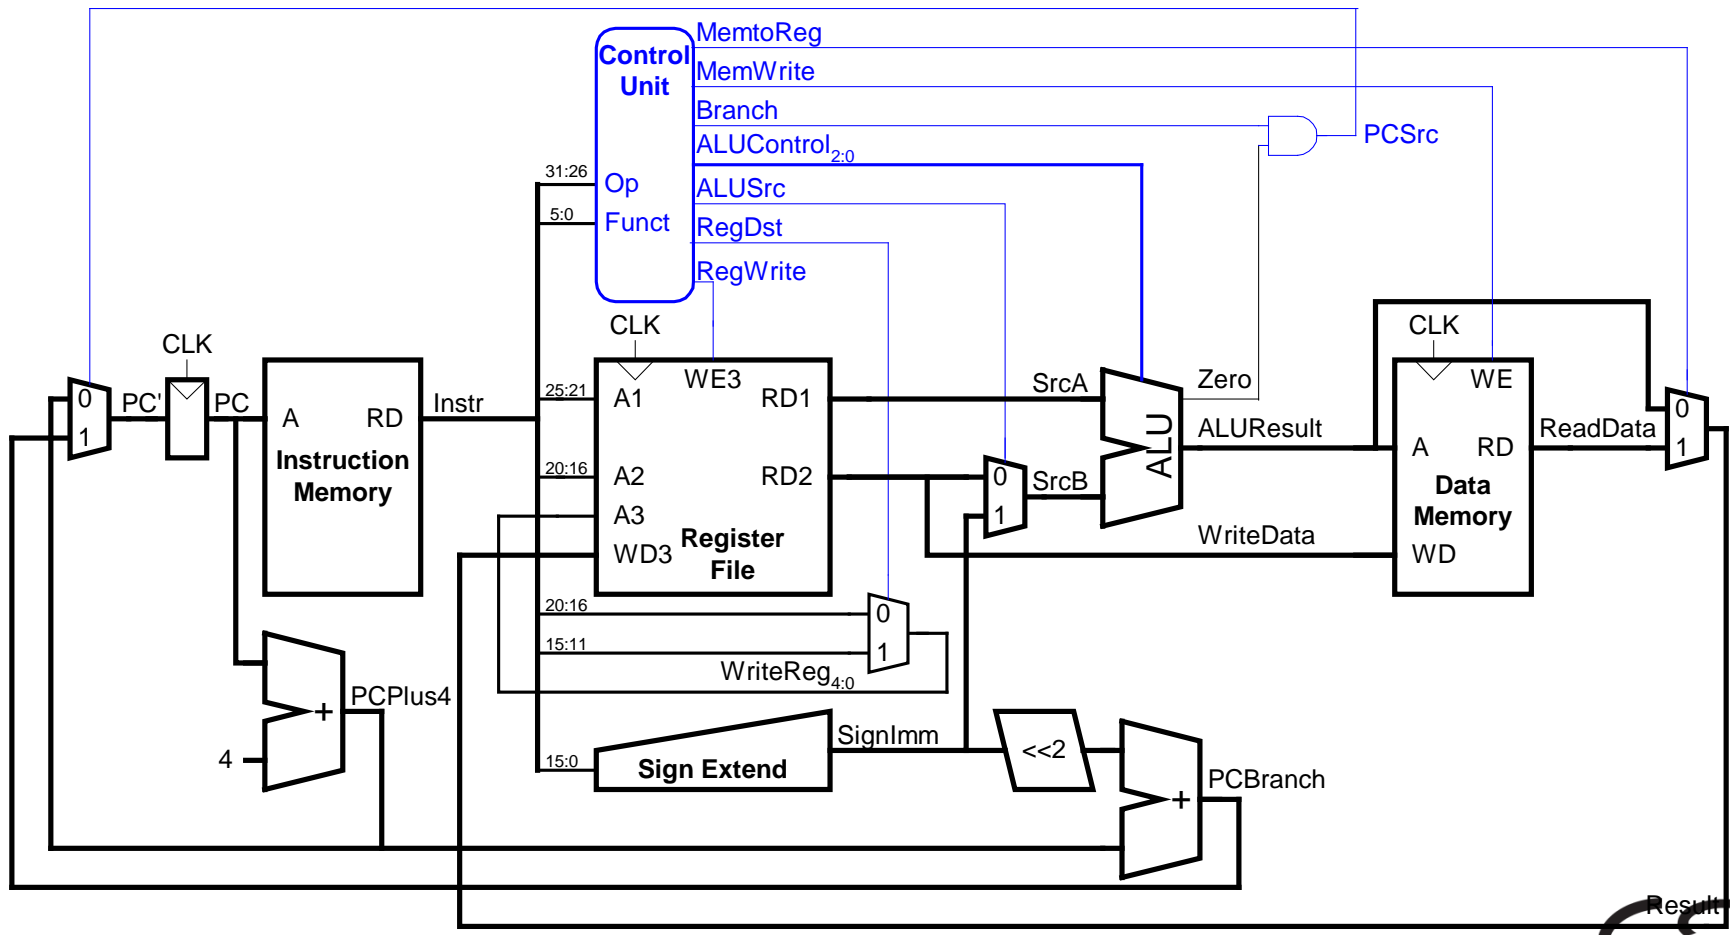 MemtoReg
Control
Unit
MemWrite
Branch
PCSrc
ALUControl2:0
31:26
Op
ALUSrc
5:0
Funct
RegDst
RegWrite
CLK
CLK
CLK
WE3
WE
0
1
PC'
PC
A
RD
Instr
Instruction
Memory
25:21
A1
RD1
SrcA
Zero
ALU
ALUResult
A
RD
ReadData
0
1
20:16
A2
RD2
0
1
SrcB
Data
Memory
A3
WD3
Register
File
WriteData
WD
20:16
0
15:11
1
WriteReg4:0
PCPlus4
+
4
SignImm
<<2
15:0
Sign Extend
PCBranch
+
Result